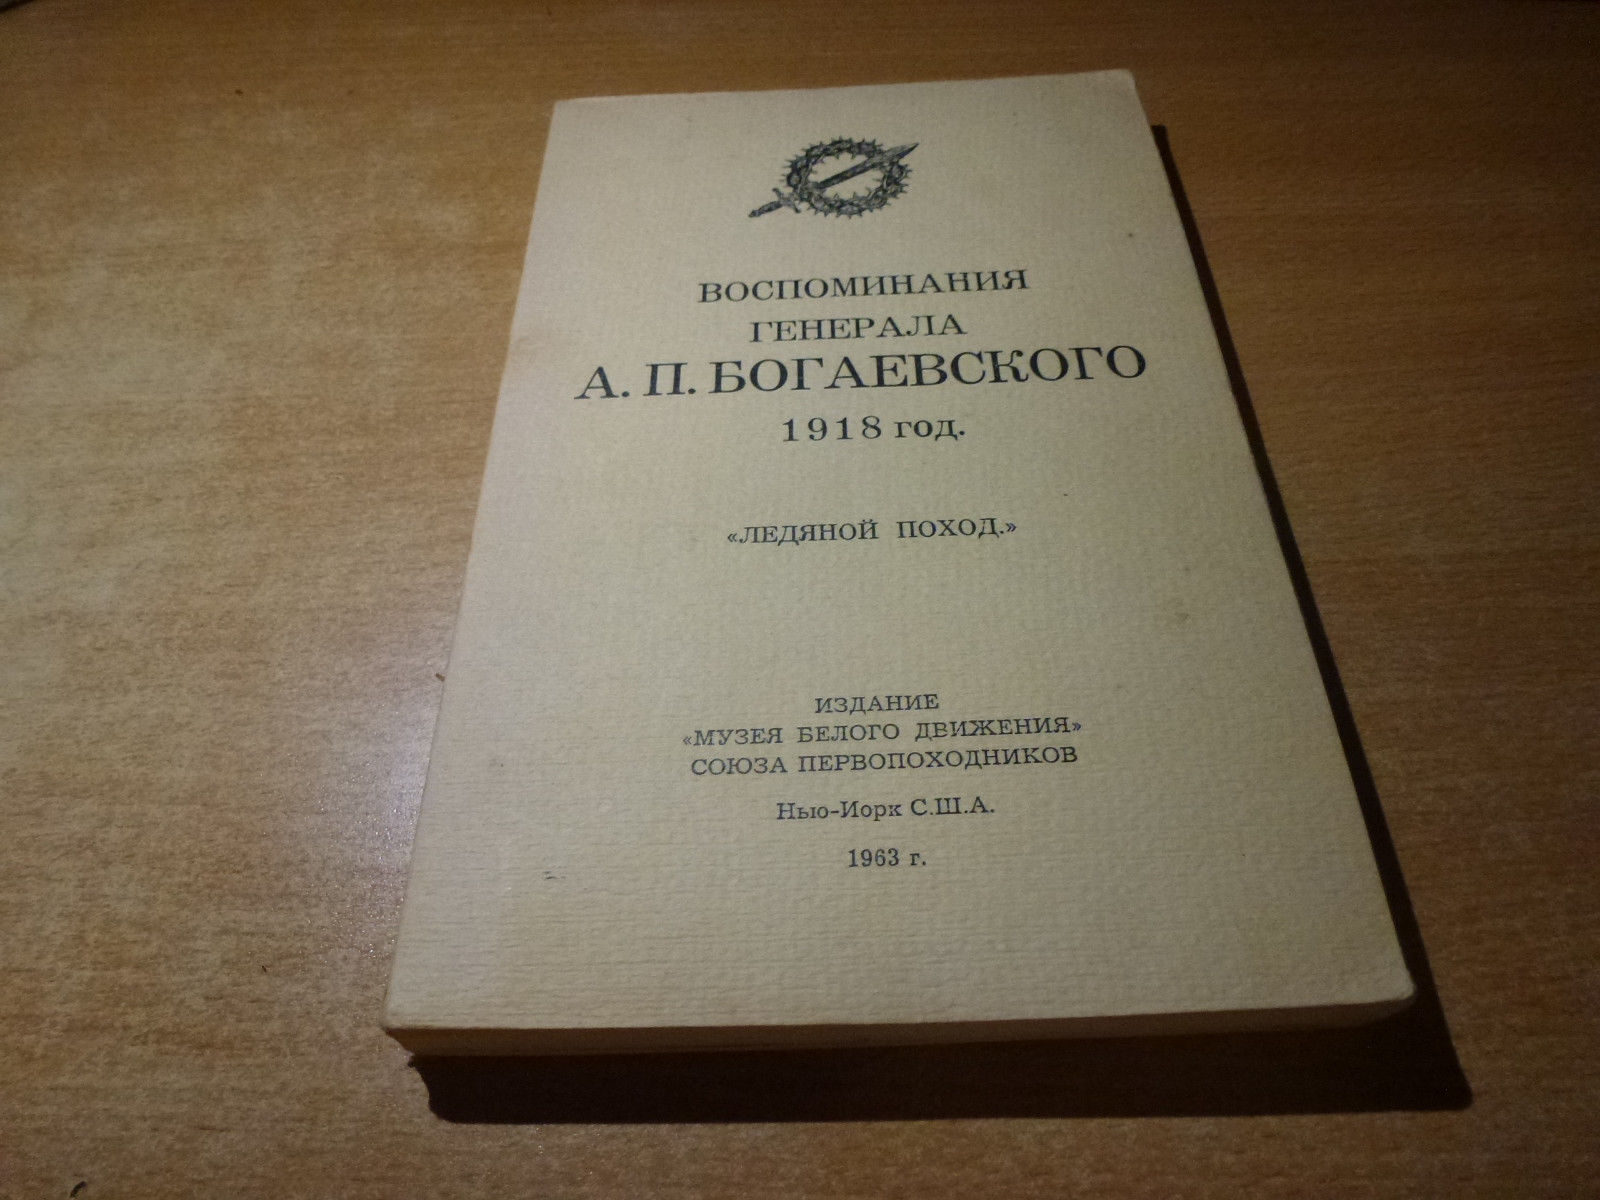 ВОСПОМИНАНИЯ
ГЕНЕРАЛА
А. П. БОГАЕВСКОГО
1918 год.
«ЛЕДЯНОЙ ПОХОД.»
ИЗДАНИЕ
«МУЗЕЯ БЕЛОГО ДВИЖЕНИЯ»
СОЮЗА ПЕРВОПОХОДНИКОВ
Нью-Иорк С.Ш.А.
1963 г.